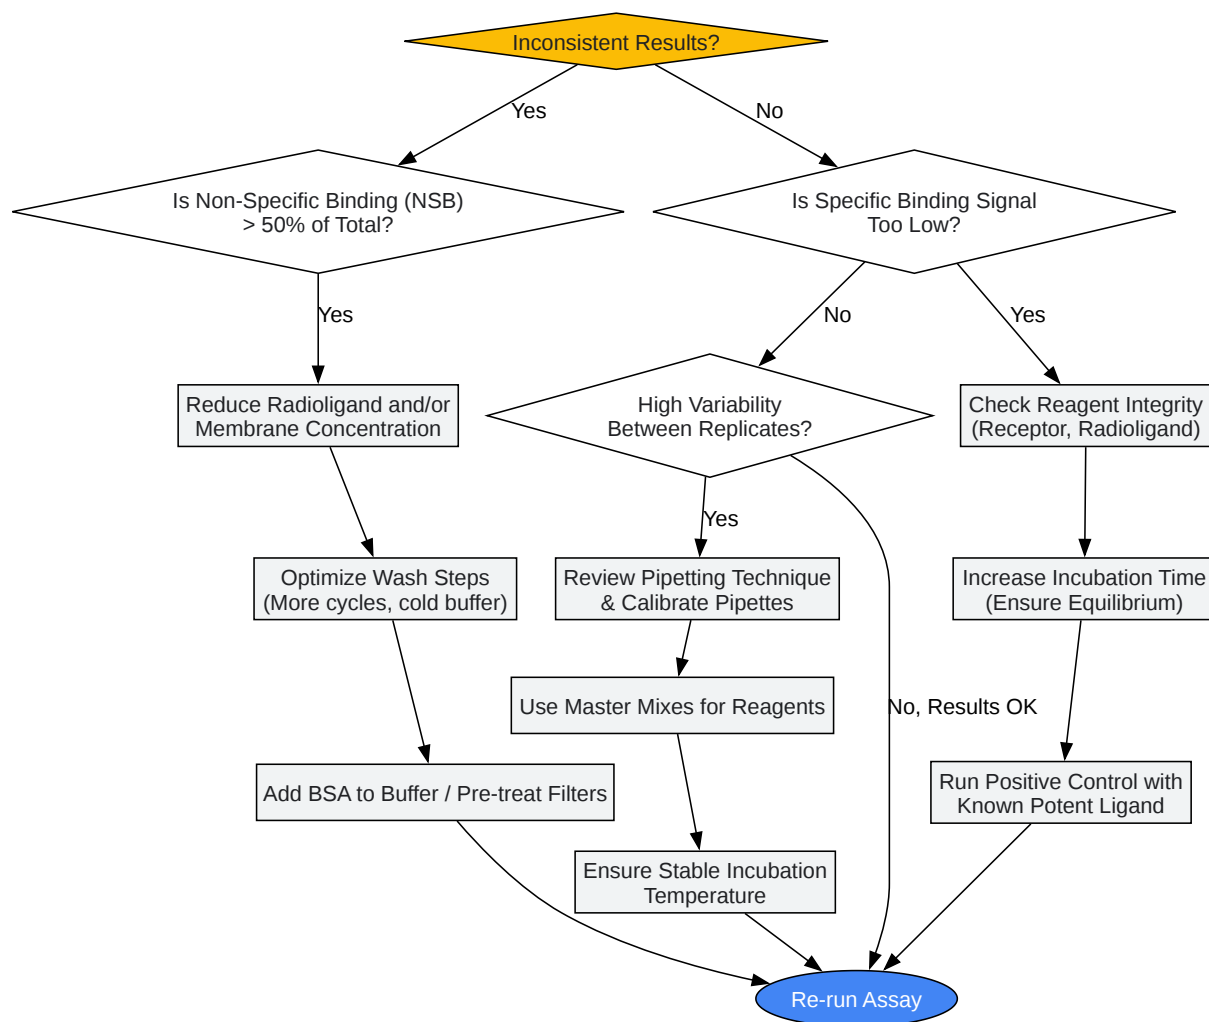 Inconsistent Results?
Yes
No
Is Non-Specific Binding (NSB)
> 50% of Total?
Is Specific Binding Signal
Too Low?
Yes
No
Yes
High Variability
Between Replicates?
Reduce Radioligand and/or
Membrane Concentration
Check Reagent Integrity
(Receptor, Radioligand)
Yes
Optimize Wash Steps
(More cycles, cold buffer)
Review Pipetting Technique
& Calibrate Pipettes
Increase Incubation Time
(Ensure Equilibrium)
Use Master Mixes for Reagents
No, Results OK
Add BSA to Buffer / Pre-treat Filters
Run Positive Control with
Known Potent Ligand
Ensure Stable Incubation
Temperature
Re-run Assay